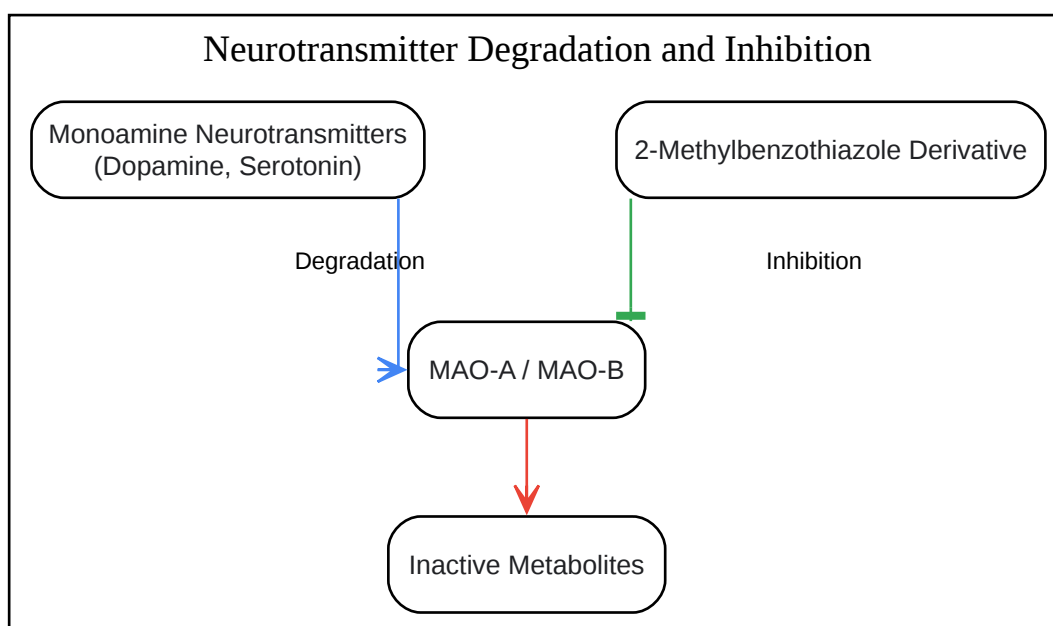 Neurotransmitter Degradation and Inhibition
Monoamine Neurotransmitters
(Dopamine, Serotonin)
2-Methylbenzothiazole Derivative
Degradation
Inhibition
MAO-A / MAO-B
Inactive Metabolites